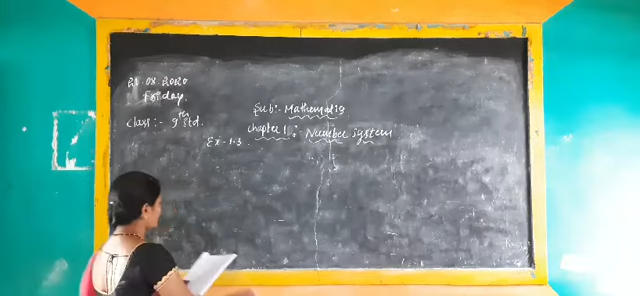 21.08.2020
Friday.
Class:- 9th std.
Sub:- Mathematics
Chapter 1: Number System
Ex-1.3